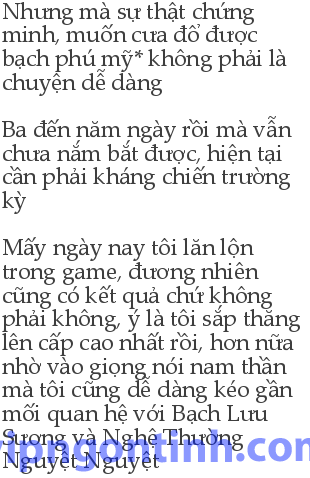 Nhưng mà sự thật chứng
minh, muốn cưa đổ được
bạch phú mỹ* không phải là
chuyện dễ dàng
Ba đến năm ngày rồi mà vẫn
chưa nắm bắt được, hiện tại
cần phải kháng chiến trường
kỳ
Mấy ngày nay tôi lăn lộn
trong game, đương nhiên
cũng có kết quả chứ không
phải không, ý là tôi sắp thăng
lên cấp cao nhất rồi, hơn nữa
nhờ vào giọng nói nam thần
mà tôi cũng dễ dàng kéo gần
mối quan hệ với Bạch Lưu
Sương và Nghệ Thường
Nguyệt Nguyệt